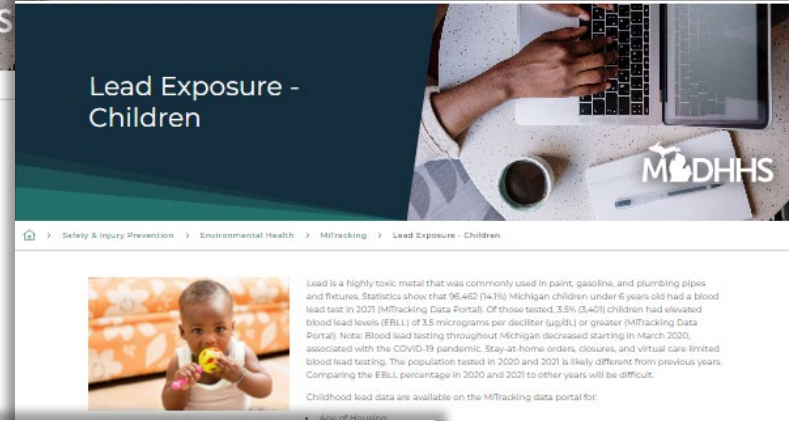 S
Lead Exposure -
Children
MDHHS
> Safety & Injury Prevention > Environmental Health > MiTracking > Lead Exposure - Children
Lead is a highly toxic metal that was commonly used in paint, gasoline, and plumbing pipes
and fixtures. Statistics show that 96,462 (14.1%) Michigan children under 6 years old had a blood
lead test in 2021 (MiTracking Data Portal). Of those tested, 3.5% (3,401) children had elevated
blood lead levels (EBLL) of 3.5 micrograms per deciliter (µg/dL) or greater (MiTracking Data
Portal). Note: Blood lead testing throughout Michigan decreased starting in March 2020,
associated with the COVID-19 pandemic. Stay-at-home orders, closures, and virtual care limited
blood lead testing. The population tested in 2020 and 2021 is likely different from previous years.
Comparing the EBLL percentage in 2020 and 2021 to other years will be difficult.
Childhood lead data are available on the MiTracking data portal for:
• Age of Housing